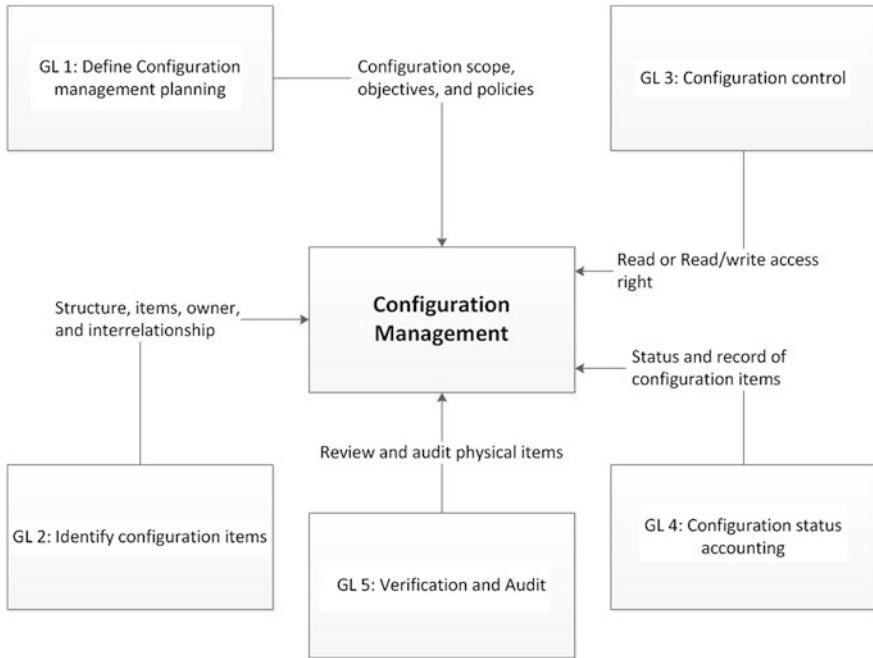 GL 1: Define Configuration
management planning
Configuration scope,
objectives, and policies
GL 3: Configuration control
Read or Read/write access
right
Configuration
Management
Structure, items, owner,
and interrelationship
Status and record of
configuration items
Review and audit physical items
GL 2: Identify configuration items
GL 5: Verification and Audit
GL 4: Configuration status
accounting